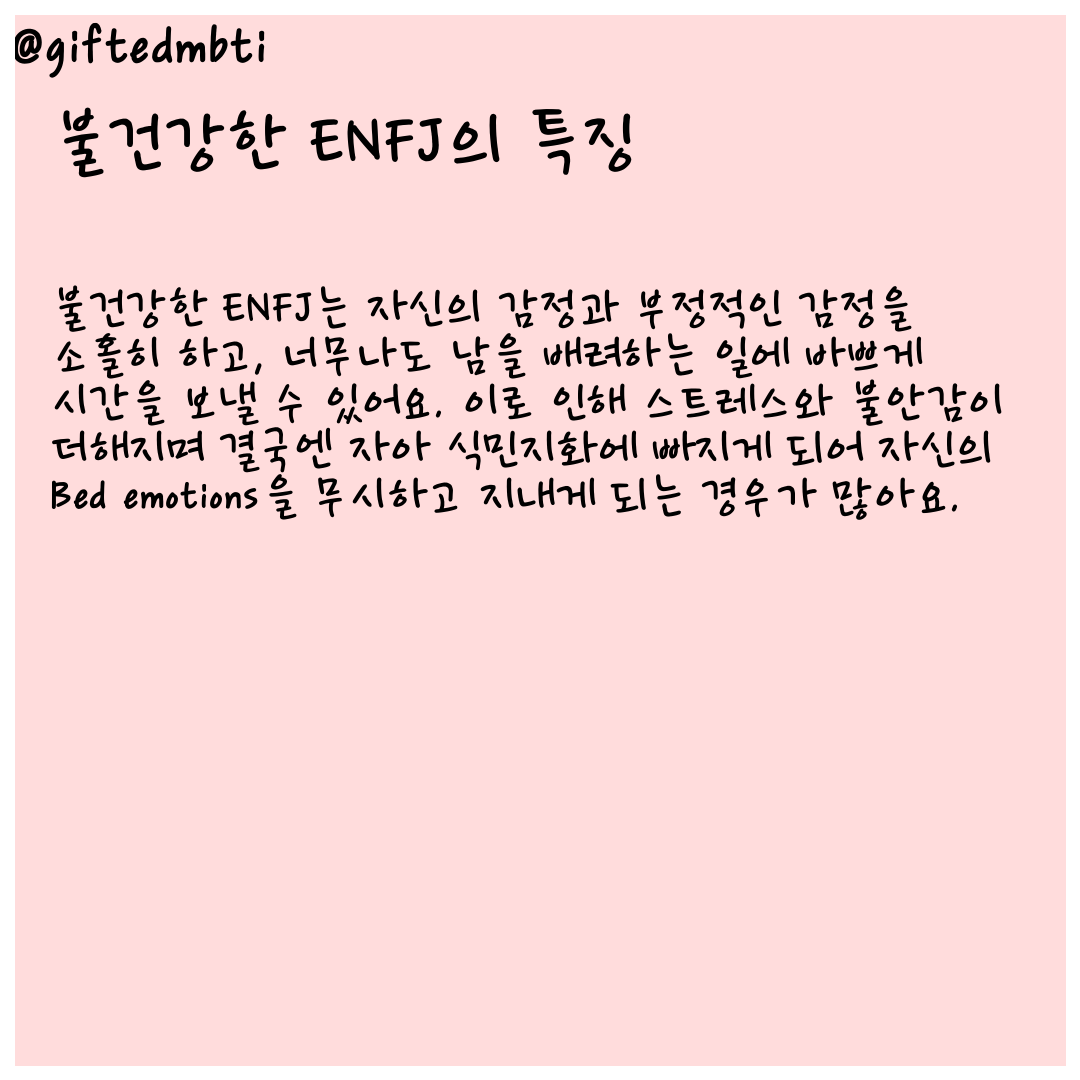 @giftedmbti
불건강한 ENFJ의 특징
불건강한 ENFJ는 자신의 감정과 부정적인 감정을
소홀히 하고, 너무나도 남을 배려하는 일에 바쁘게
시간을 보낼 수 있어요. 이로 인해 스트레스와 불안감이
더해지며 결국엔 자아 식민지화에 빠지게 되어 자신의
Bed emotions을 무시하고 지내게 되는 경우가 많아요.